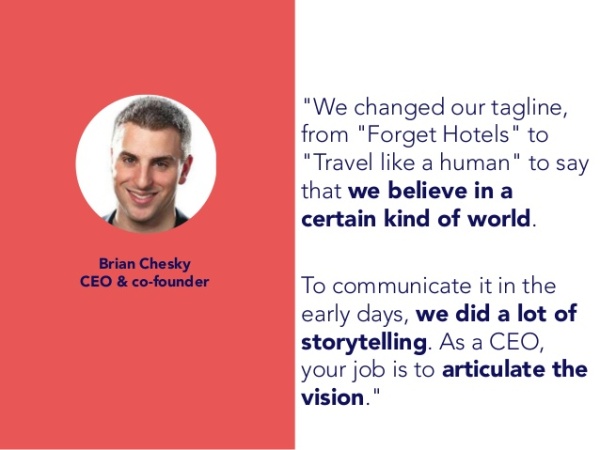 Brian Chesky
CEO & co-founder
"We changed our tagline,
from "Forget Hotels" to
"Travel like a human" to say
that we believe in a
certain kind of world.
To communicate it in the
early days, we did a lot of
storytelling. As a CEO,
your job is to articulate the
vision."